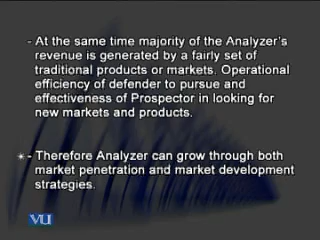 - At the same time majority of the Analyzer's
revenue is generated by a fairly set of
traditional products or markets. Operational
efficiency of defender to pursue and
effectiveness of Prospector in looking for
new markets and products.
✶- Therefore Analyzer can grow through both
market penetration and market development
strategies.
VU